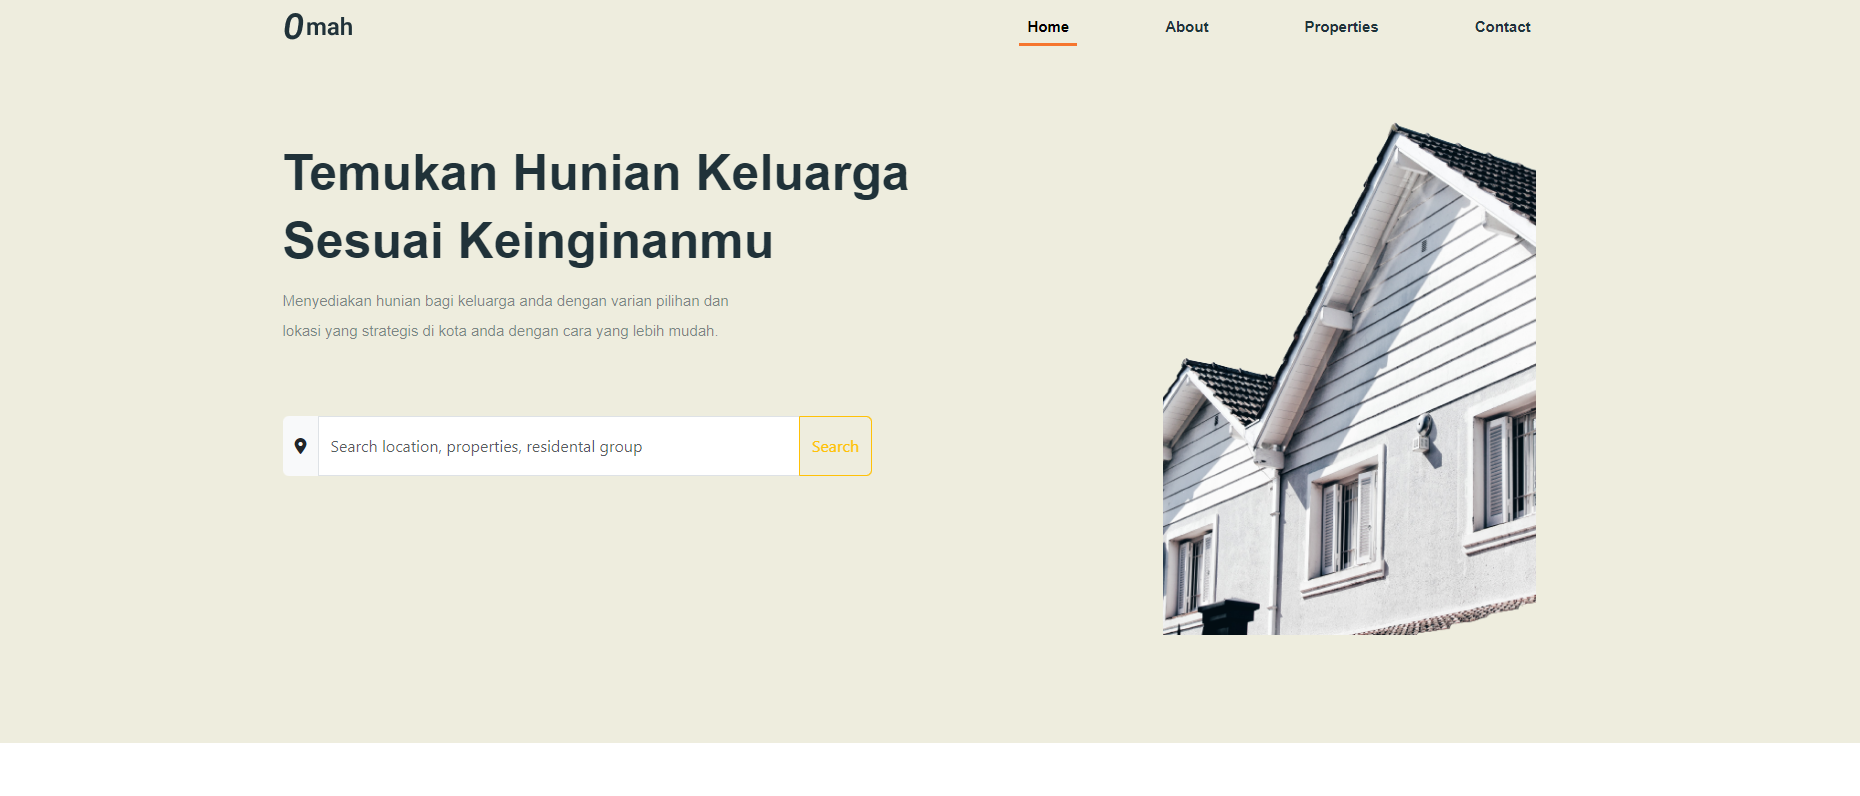 Omah
Home About Properties Contact
Temukan Hunian Keluarga
Sesuai Keinginanmu
Menyediakan hunian bagi keluarga anda dengan varian pilihan dan
lokasi yang strategis di kota anda dengan cara yang lebih mudah.
Search location, properties, residental group Search